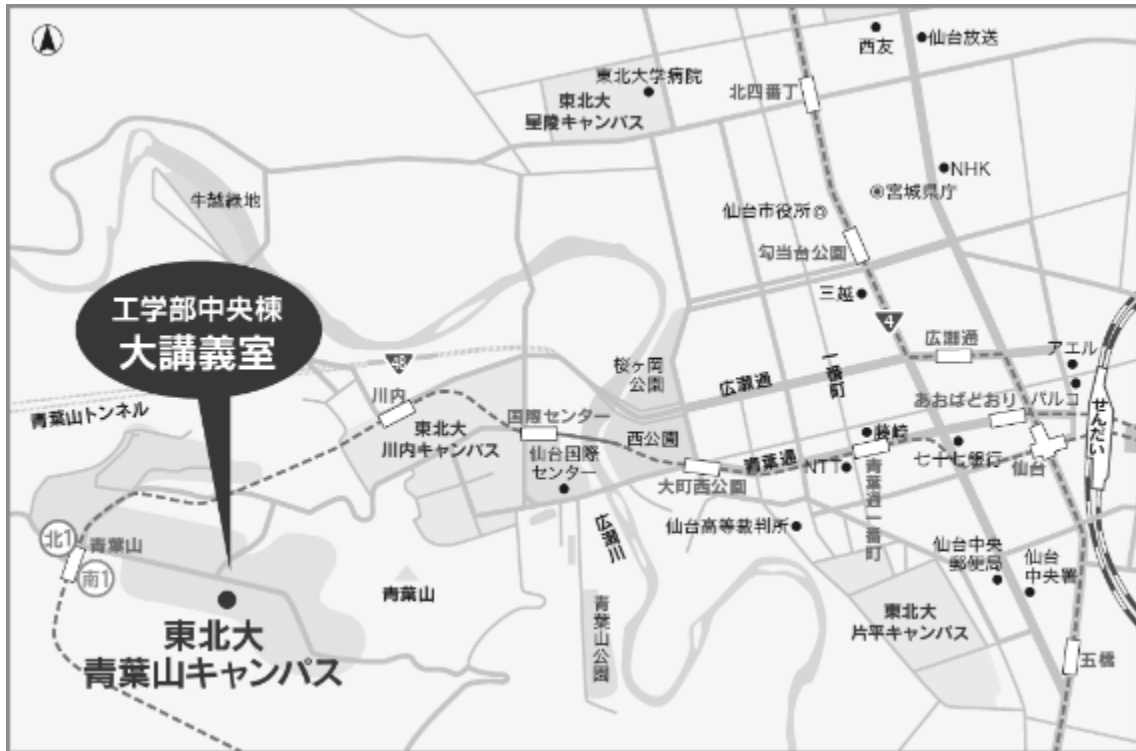 西友
仙台放送
東北大学病院
東北大
星陵キャンパス
北四番丁
NHK
宮城県庁
牛越緑地
仙台市役所
勾当台公園
工学部中央棟
大講義室
三越
4
48
広瀬通
アエル
桜ヶ岡
公園
広瀬通
一番町
川内
青葉山トンネル
東北大
川内キャンパス
国際センター
西公園
あおばどおり
パルコ
せんだい
藤崎
仙台国際
センター
青葉通
NTT
七十七銀行
仙台
大町西公園
青葉通一番町
広瀬川
仙台高等裁判所
北1
青葉山
南1
仙台中央
郵便局
仙台
中央署
青葉山
青葉山公園
東北大
片平キャンパス
東北大
青葉山キャンパス
五橋